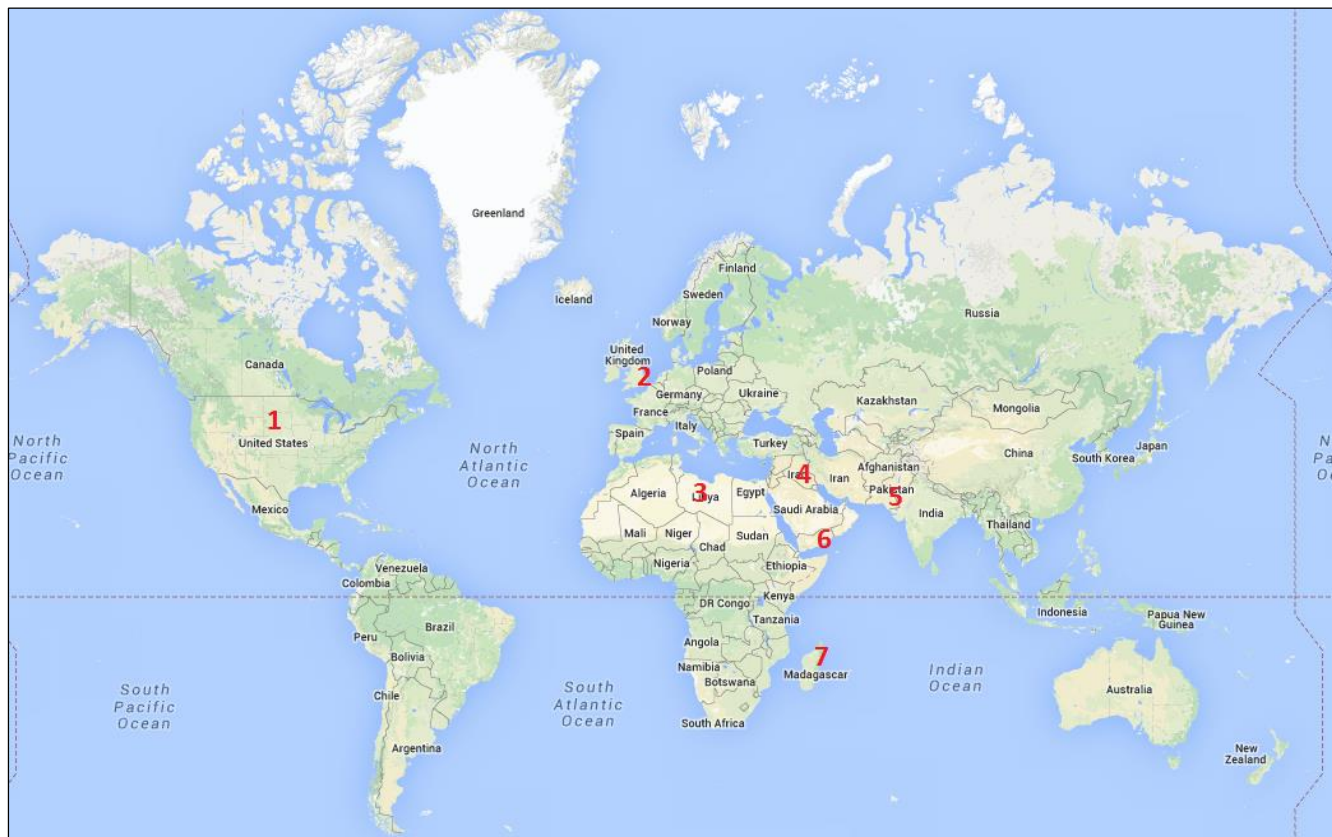 Greenland
Iceland
Finland
Sweden
Norway
Russia
United
Kingdom
2
Poland
Germany
Ukraine
France
Kazakhstan
Mongolia
Canada
1
United States
North
Pacific
Ocean
North
Atlantic
Ocean
Spain
Italy
Turkey
China
Japan
South Korea
Mexico
Algeria
3
Libya
Egypt
4
Iraq
Iran
Afghanistan
Pakistan
5
India
Saudi Arabia
6
Thailand
Mali
Niger
Chad
Sudan
Nigeria
Ethiopia
Venezuela
Colombia
DR Congo
Kenya
Tanzania
Indonesia
Papua New
Guinea
Peru
Brazil
Bolivia
Angola
Namibia
Botswana
7
Madagascar
Indian
Ocean
Australia
South
Pacific
Ocean
Chile
Argentina
South
Atlantic
Ocean
South Africa
New
Zealand